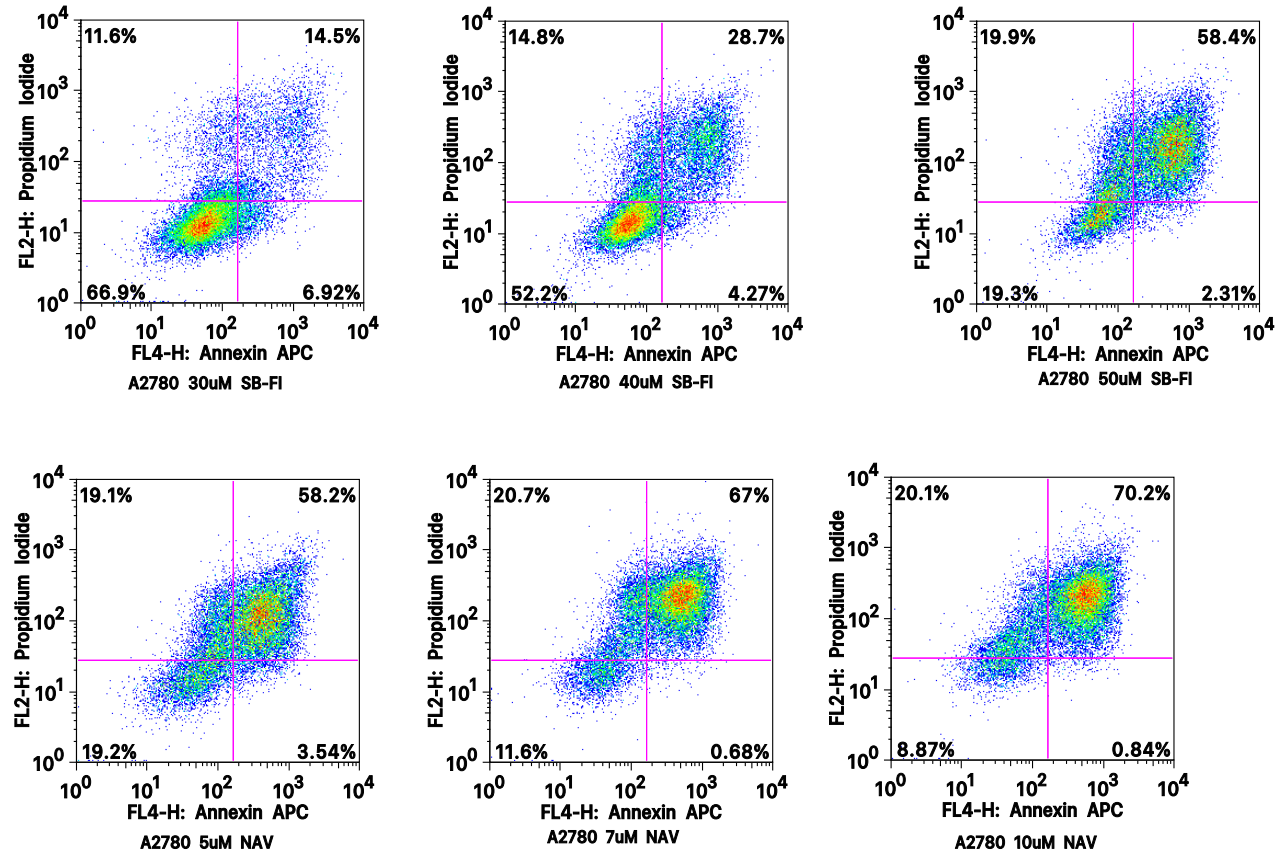 10^4
11.6% 14.5%
10^3
10^2
10^1
10^0
66.9% 6.92%
10^0 10^1 10^2 10^3 10^4
FL2-H: Propidium Iodide
FL4-H: Annexin APC
A2780 30uM SB-FI
10^4
14.8% 28.7%
10^3
10^2
10^1
10^0
52.2% 4.27%
10^0 10^1 10^2 10^3 10^4
FL2-H: Propidium Iodide
FL4-H: Annexin APC
A2780 40uM SB-FI
10^4
19.9% 58.4%
10^3
10^2
10^1
10^0
19.3% 2.31%
10^0 10^1 10^2 10^3 10^4
FL2-H: Propidium Iodide
FL4-H: Annexin APC
A2780 50uM SB-FI
10^4
19.1% 58.2%
10^3
10^2
10^1
10^0
19.2% 3.54%
10^0 10^1 10^2 10^3 10^4
FL2-H: Propidium Iodide
FL4-H: Annexin APC
A2780 5uM NAV
10^4
20.7% 67%
10^3
10^2
10^1
10^0
11.6% 0.68%
10^0 10^1 10^2 10^3 10^4
FL2-H: Propidium Iodide
FL4-H: Annexin APC
A2780 7uM NAV
10^4
20.1% 70.2%
10^3
10^2
10^1
10^0
8.87% 0.84%
10^0 10^1 10^2 10^3 10^4
FL2-H: Propidium Iodide
FL4-H: Annexin APC
A2780 10uM NAV